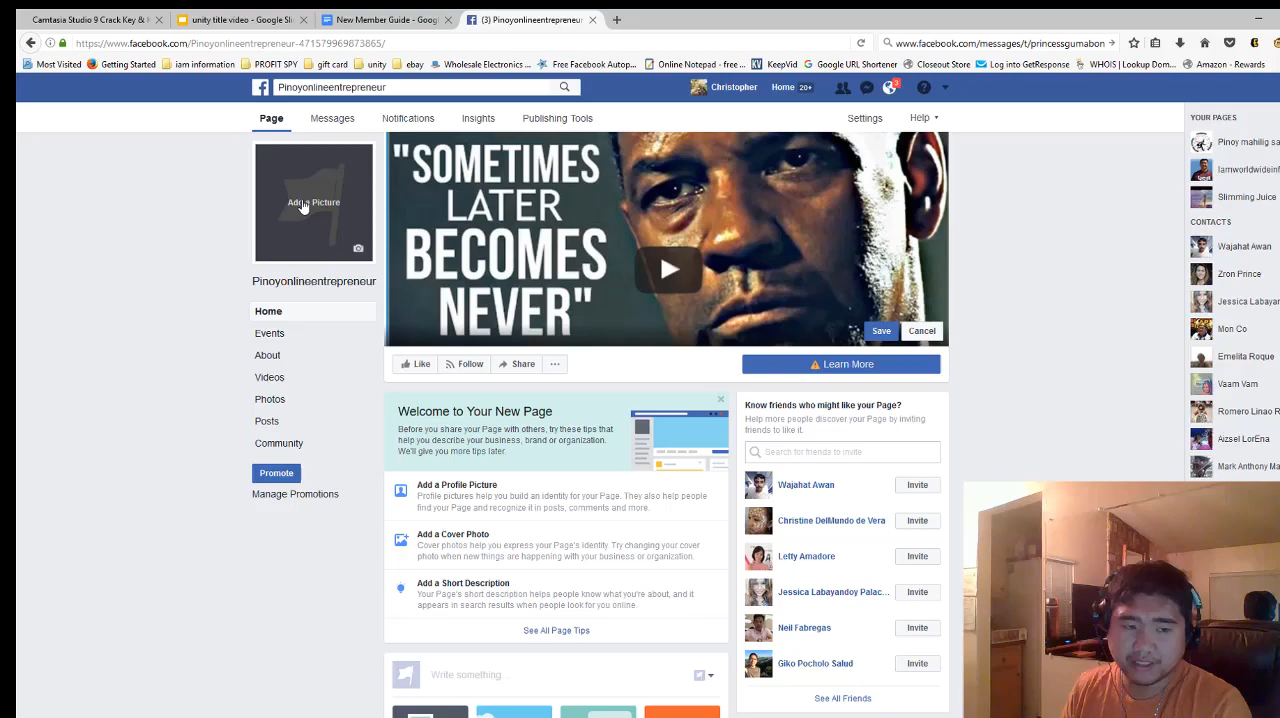 Camtasia Studio 9 Crack Key &
unity title video - Google Sli
New Member Guide - Goog
(3) Pinoyonlineentrepreneur
https://www.facebook.com/Pinoyonlineentrepreneur-471579969873865/
www.facebook.com/messages/t/princessgumabon
Most Visited
Getting Started
iam information
PROFIT SPY
gift card
unity
ebay
Wholesale Electronics ...
Free Facebook Autop...
Online Notepad - free ...
KeepVid
Google URL Shortener
Closeout Store
Log into GetResponse
WHOIS | Lookup Dom...
Amazon - Rewards
Pinoyonlineentrepreneur
Christopher
Home 20+
3
Page
Messages
Notifications
Insights
Publishing Tools
Settings
Help
Add a Picture
Pinoyonlineentrepreneur
Home
Events
About
Videos
Photos
Posts
Community
Promote
Manage Promotions
"SOMETIMES
LATER
BECOMES
NEVER"
Save
Cancel
Like
Follow
Share
...
Learn More
Welcome to Your New Page
Before you share your Page with others, try these tips that
help you describe your business, brand or organization.
We'll give you more tips later.
Add a Profile Picture
Profile pictures help you build an identity for your Page. They also help people
find your Page and recognize it in posts, comments and more.
Add a Cover Photo
Cover photos help you express your Page's identity. Try changing your cover
photo when new things are happening with your business or organization.
Add a Short Description
Your Page's short description helps people know what you're about, and it
appears in search results when people look for you online.
See All Page Tips
Write something...
Know friends who might like your Page?
Help more people discover your Page by inviting
friends to like it.
Search for friends to invite
Wajahat Awan
Invite
Christine DelMundo de Vera
Invite
Letty Amadore
Invite
Jessica Labayandoy Palac...
Invite
Neil Fabregas
Invite
Giko Pocholo Salud
Invite
See All Friends
YOUR PAGES
Pinoy mahilig sa
Iamworldwideinf
Slimming Juice
CONTACTS
Wajahat Awan
Zron Prince
Jessica Labayan
Mon Co
Emelita Roque
Vaam Vam
Romero Linao R
Aizsel LorEna
Mark Anthony M